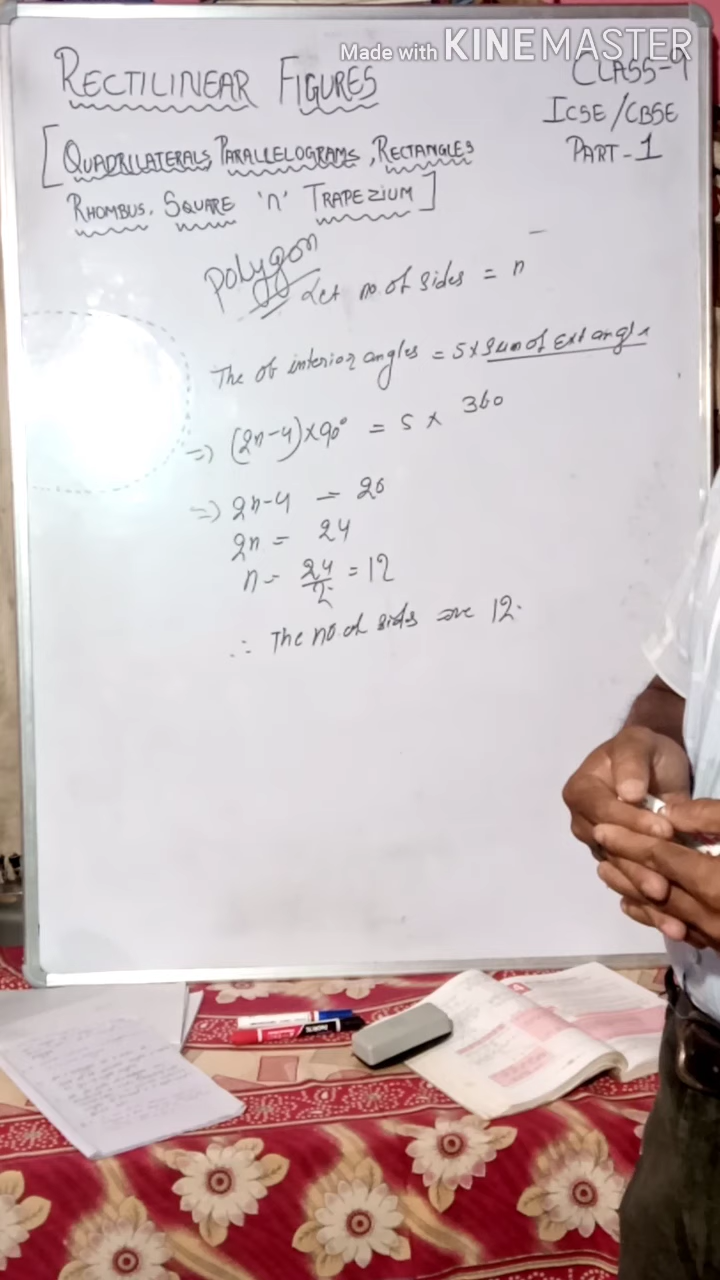 Made with KINEMASTER
RECTILINEAR FIGURES
CLASS-9
ICSE/CBSE
PART-1
[QUADRILATERALS, PARALLELOGRAMS, RECTANGLES
RHOMBUS, SQUARE 'n' TRAPEZIUM]
Polygon
Let no. of sides = n
The of interior angles = 5 × Sum of Ext angle
=> (2n-4)×90° = 5 × 360
=> 2n-4 = 20
2n = 24
n = 24/2 = 12
∴ The no. of sides are 12.